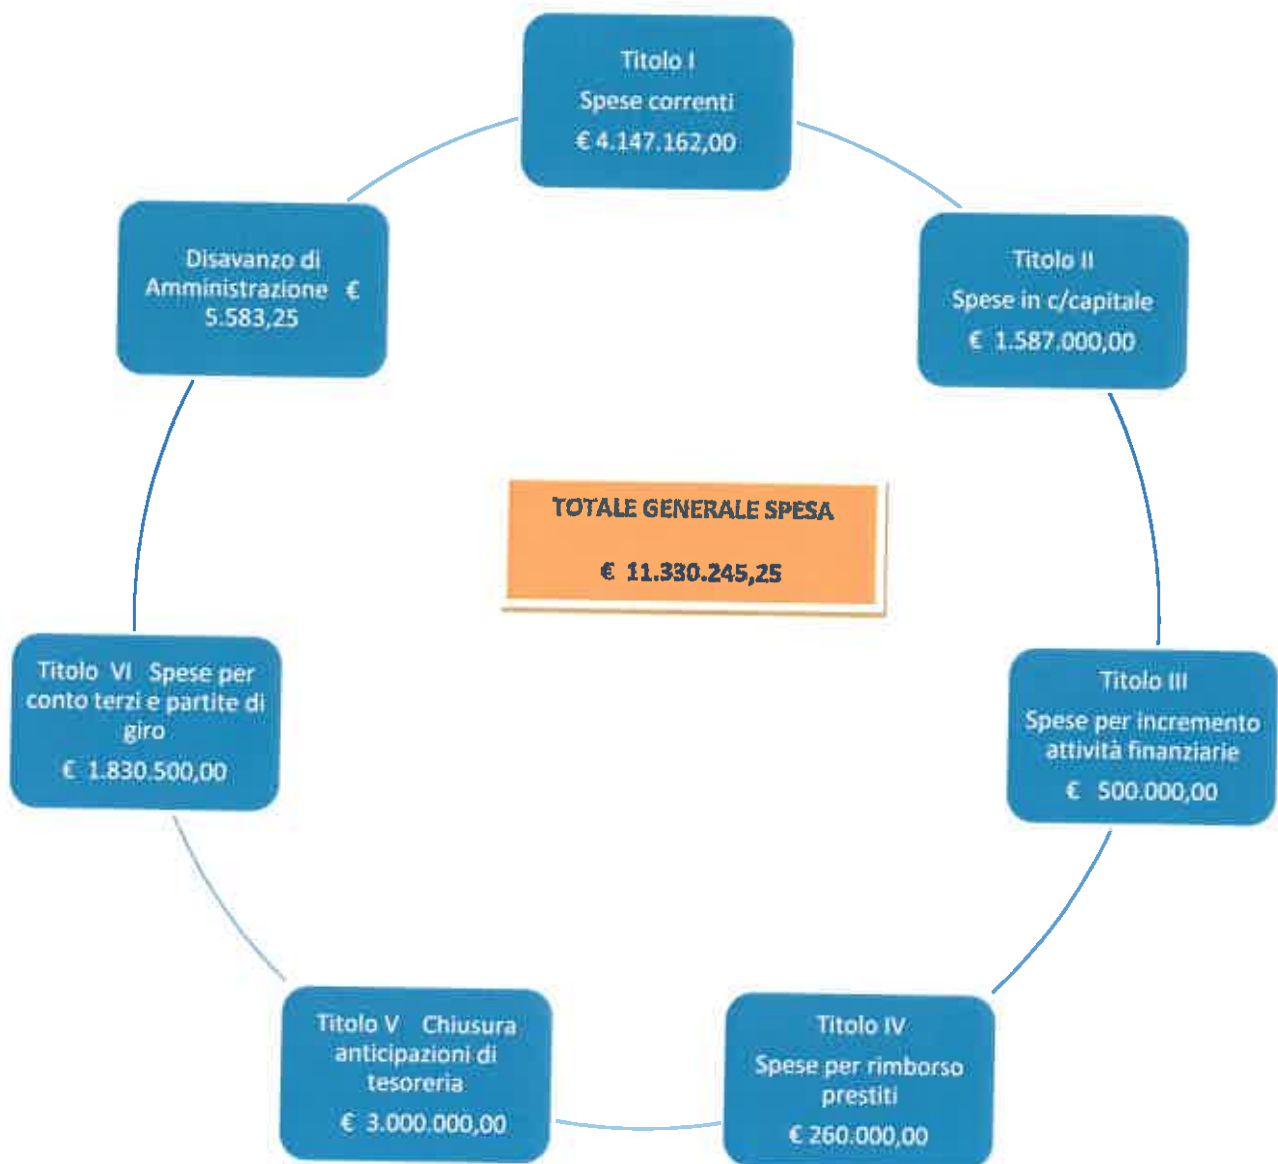 Titolo I
Spese correnti
€ 4.147.162,00
Titolo II
Spese in c/capitale
€ 1.587.000,00
Titolo III
Spese per incremento
attività finanziarie
€ 500.000,00
Titolo IV
Spese per rimborso
prestiti
€ 260.000,00
Titolo V Chiusura
anticipazioni di
tesoreria
€ 3.000.000,00
Titolo VI Spese per
conto terzi e partite di
giro
€ 1.830.500,00
Disavanzo di
Amministrazione €
5.583,25
TOTALE GENERALE SPESA
€ 11.330.245,25